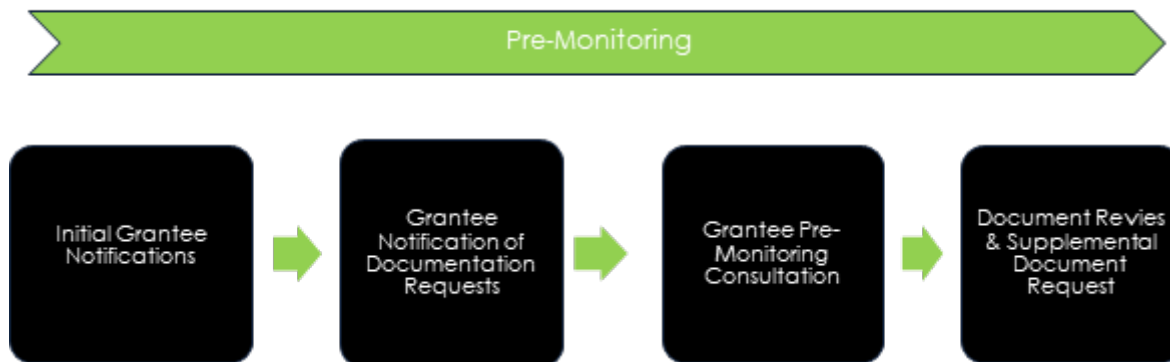 Pre-Monitoring
Initial Grantee
Notifications
Grantee
Notification of
Documentation
Requests
Grantee Pre-
Monitoring
Consultation
Document Revies
& Supplemental
Document
Request